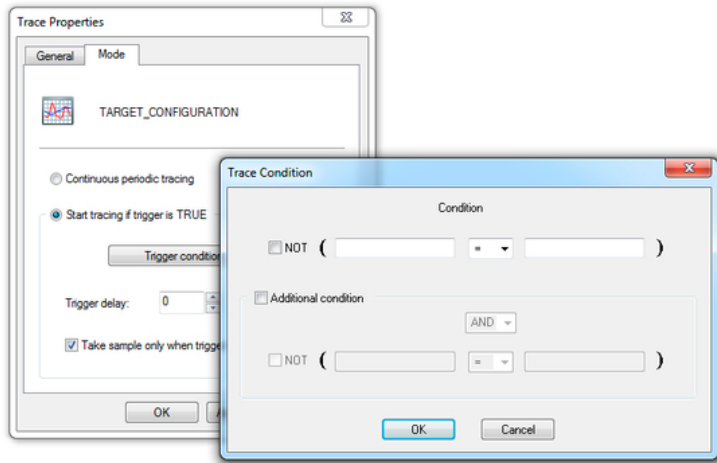 Trace Properties
General Mode
TARGET_CONFIGURATION
Continuous periodic tracing
Start tracing if trigger is TRUE
Trigger condition
Trigger delay: 0
Take sample only when trigge
OK
Trace Condition
Condition
NOT ( = )
Additional condition
AND
NOT ( = )
OK Cancel